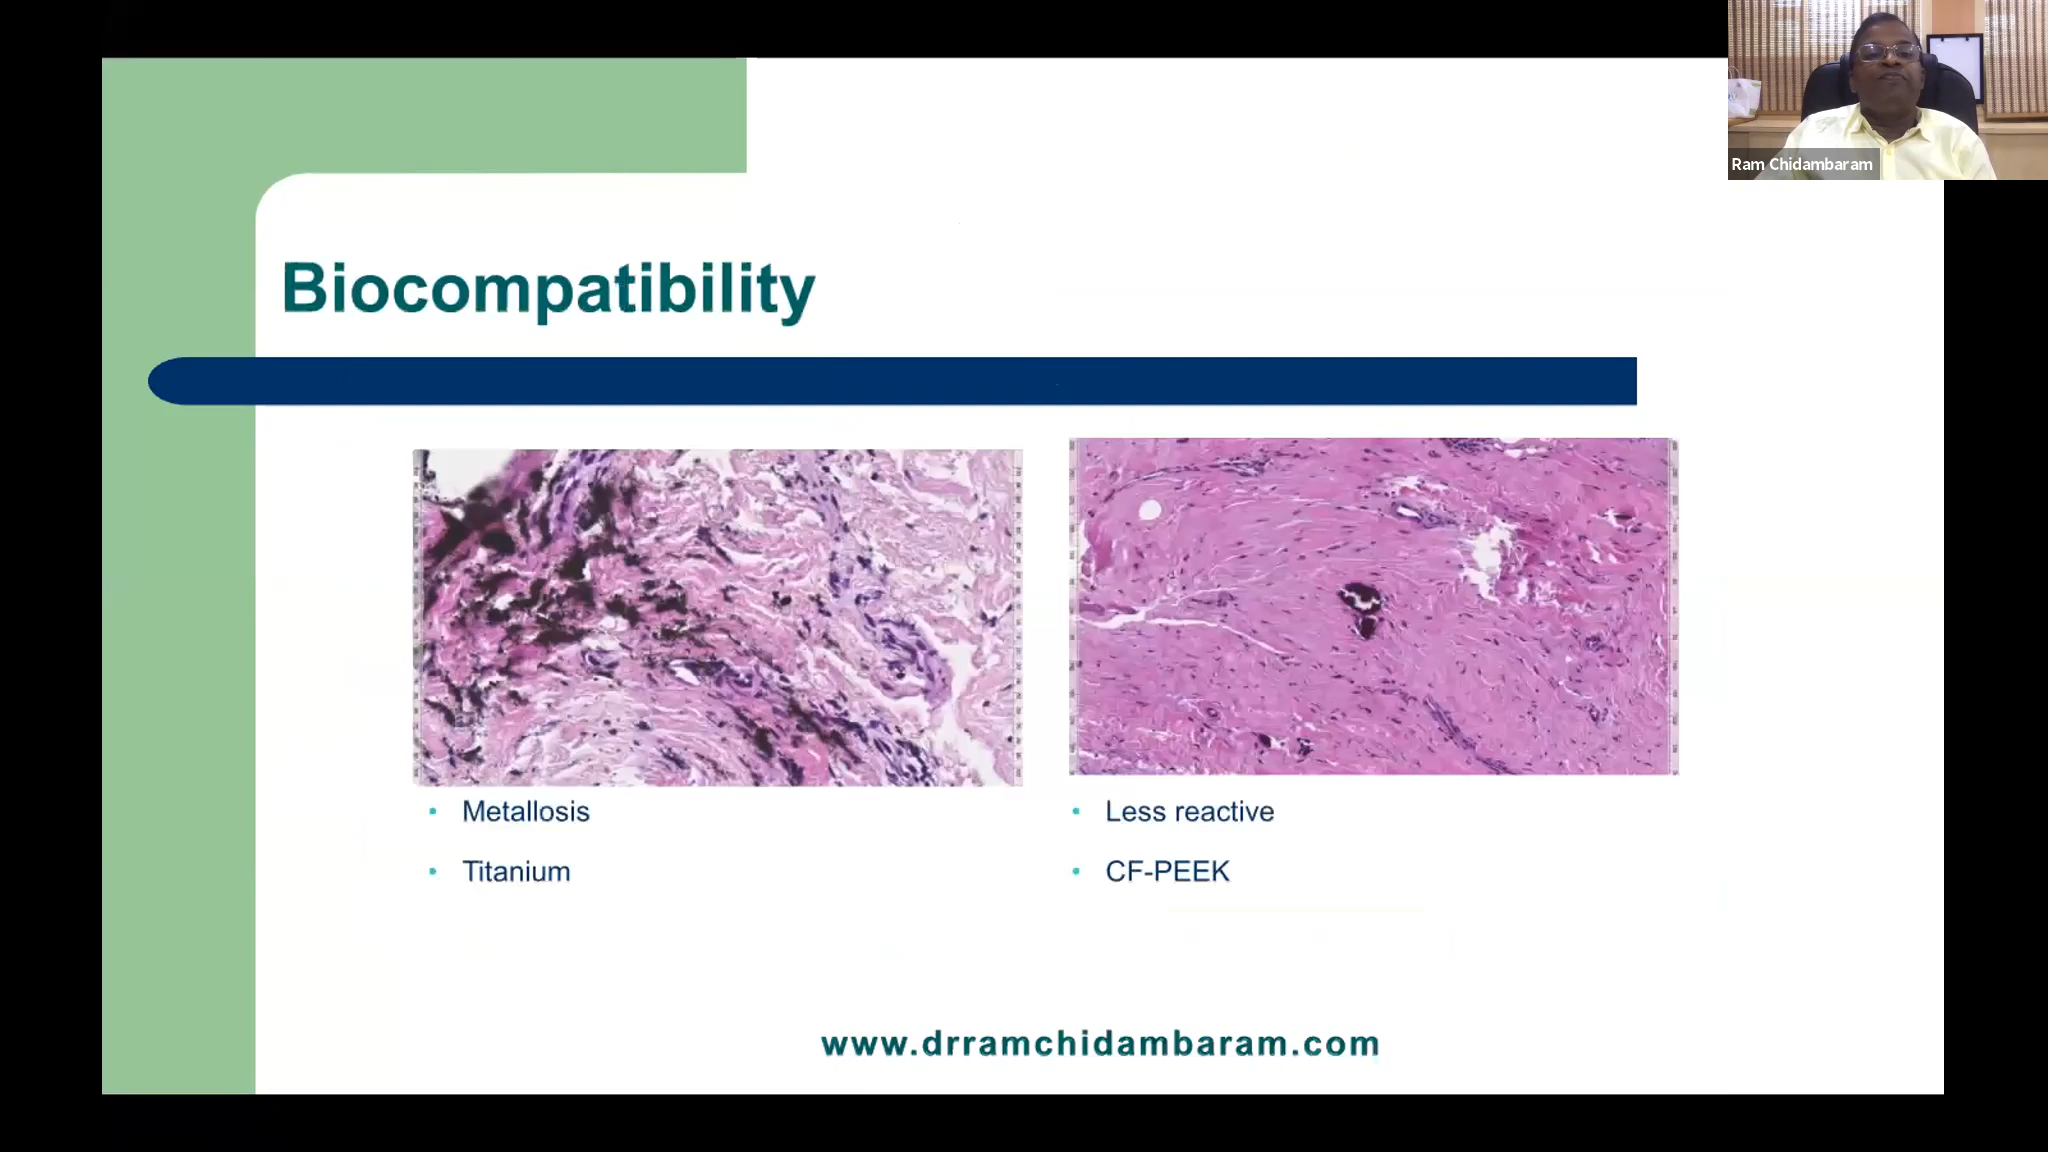 Ram Chidambaram
Biocompatibility
• Metallosis
• Titanium
• Less reactive
• CF-PEEK
www.drramchidambaram.com